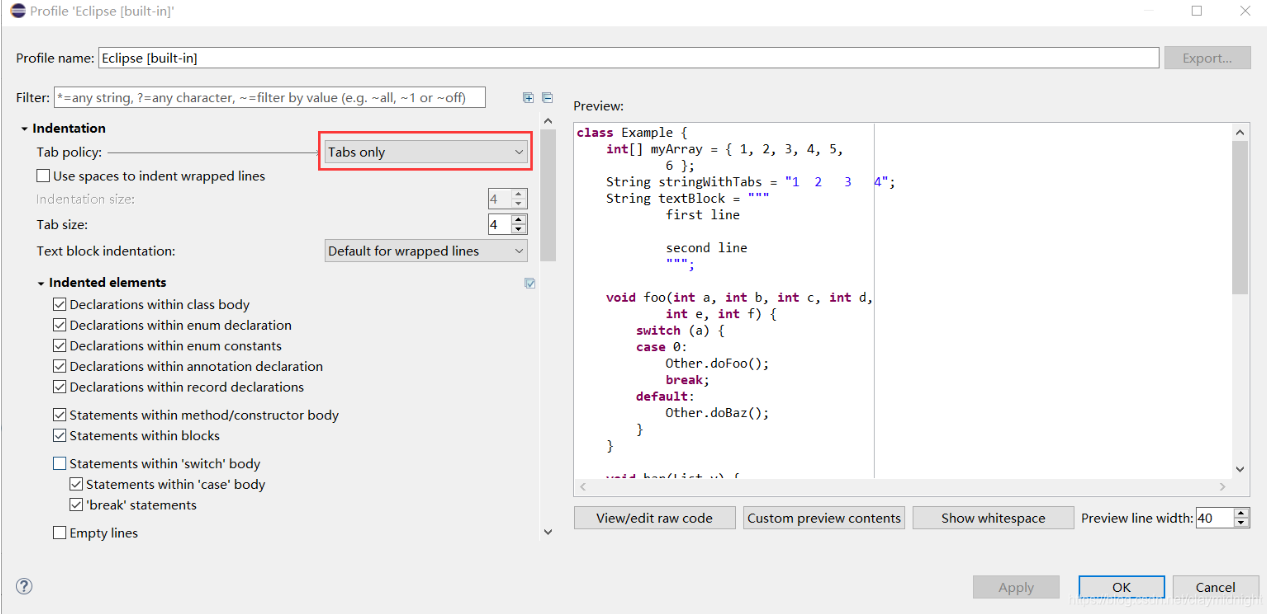 Profile 'Eclipse [built-in]'
Profile name: Eclipse [built-in] Export...
Filter: *=any string, ?=any character, ~=filter by value (e.g. ~all, ~1 or ~off)
Indentation
Tab policy: Tabs only
Use spaces to indent wrapped lines
Indentation size: 4
Tab size: 4
Text block indentation: Default for wrapped lines
Indented elements
Declarations within class body
Declarations within enum declaration
Declarations within enum constants
Declarations within annotation declaration
Declarations within record declarations
Statements within method/constructor body
Statements within blocks
Statements within 'switch' body
Statements within 'case' body
'break' statements
Empty lines
Preview:
class Example {
    int[] myArray = { 1, 2, 3, 4, 5,
            6 };
    String stringWithTabs = "1  2   3   4";
    String textBlock = """
            first line
            second line
            """;
    void foo(int a, int b, int c, int d,
            int e, int f) {
        switch (a) {
        case 0:
            Other.doFoo();
            break;
        default:
            Other.doBaz();
        }
    }
    void bar(List v) {
View/edit raw code Custom preview contents Show whitespace Preview line width: 40
Apply OK Cancel